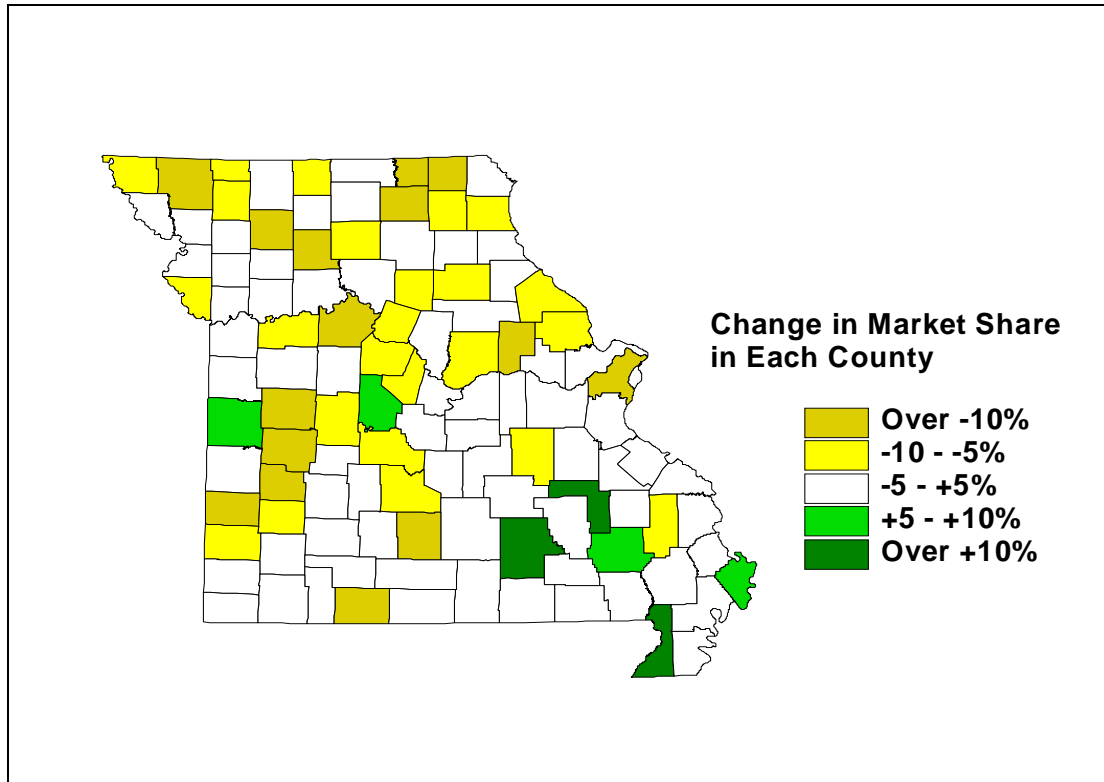 Change in Market Share
in Each County
Over -10%
-10 - -5%
-5 - +5%
+5 - +10%
Over +10%